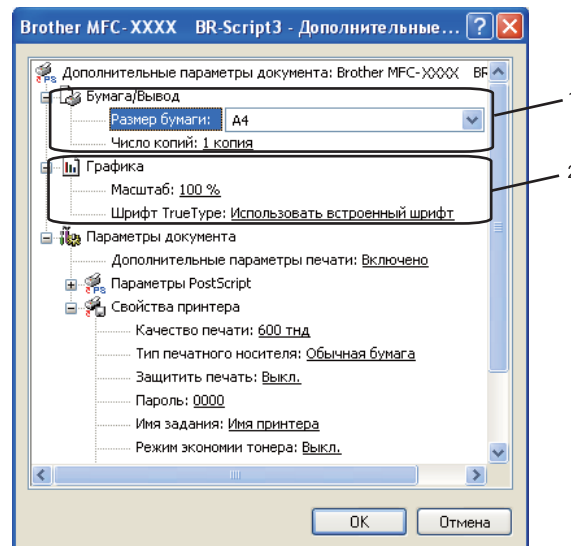 Brother MFC-XXXX BR-Script3 - Дополнительные...
Дополнительные параметры документа: Brother MFC-XXXX BR
Бумага/Вывод
Размер бумаги: A4
Число копий: 1 копия
1
Графика
Масштаб: 100 %
Шрифт TrueType: Использовать встроенный шрифт
2
Параметры документа
Дополнительные параметры печати: Включено
Параметры PostScript
Свойства принтера
Качество печати: 600 тнд
Тип печатного носителя: Обычная бумага
Защитить печать: Выкл.
Пароль: 0000
Имя задания: Имя принтера
Режим экономии тонера: Выкл.
OK Отмена